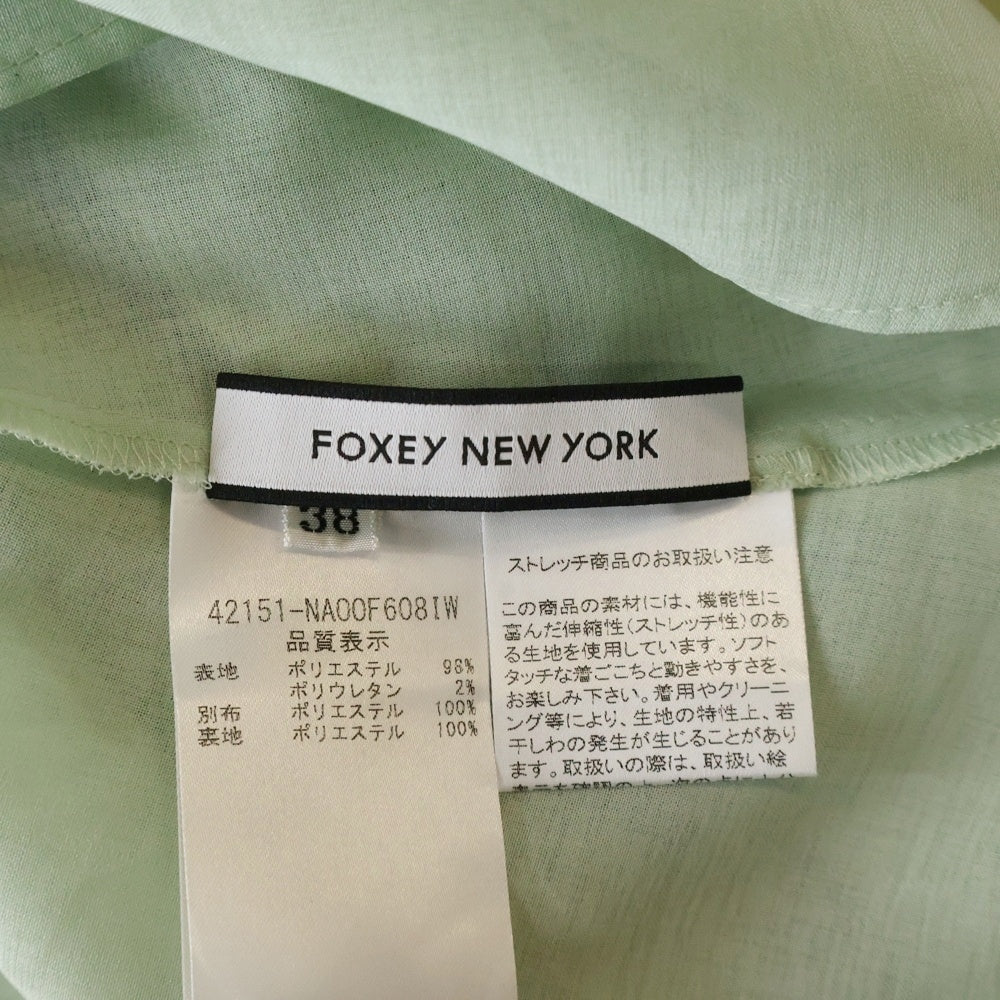 FOXEY NEW YORK
38
42151-NA00F608IW
品質表示
表地 ポリエステル 98%
ポリウレタン 2%
別布 ポリエステル 100%
裏地 ポリエステル 100%
ストレッチ商品のお取扱い注意
この商品の素材には、機能性に
富んだ伸縮性(ストレッチ性)のあ
る生地を使用しています。ソフト
タッチな着ごこちと動きやすさを、
お楽しみ下さい。着用やクリーニ
ング等により、生地の特性上、若
干しわの発生が生じることがあり
ます。取扱いの際は、取扱い絵